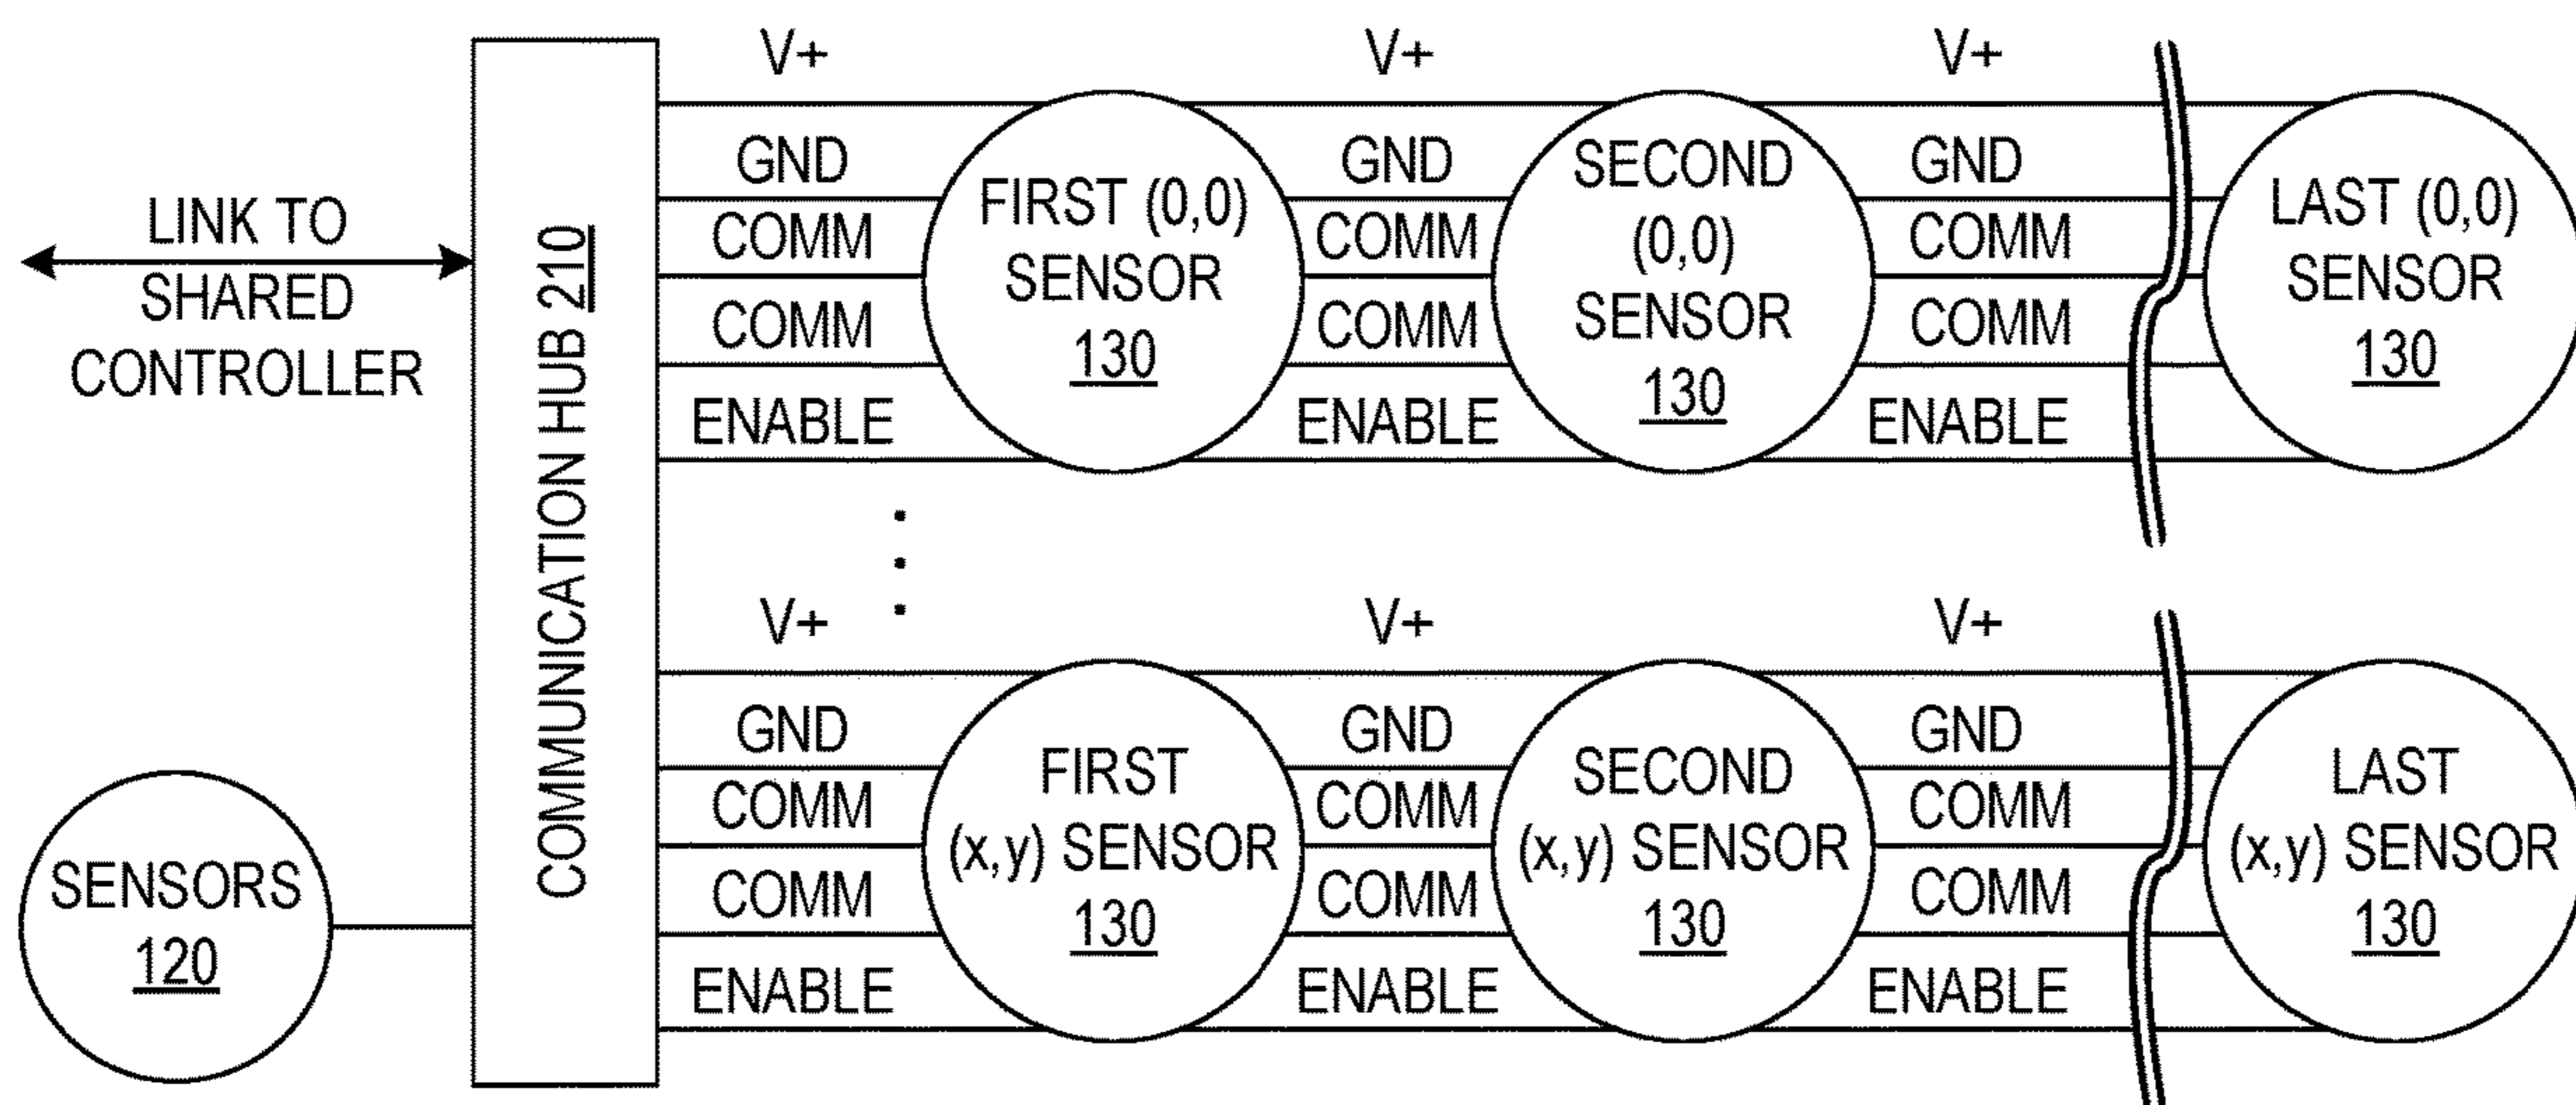 V+ V+ V+
GND GND GND
COMM COMM COMM
COMM COMM COMM
ENABLE ENABLE ENABLE
LINK TO
SHARED
CONTROLLER
COMMUNICATION HUB 210
FIRST (0,0)
SENSOR
130
SECOND
(0,0)
SENSOR
130
LAST (0,0)
SENSOR
130
V+ V+ V+
GND GND GND
COMM COMM COMM
COMM COMM COMM
ENABLE ENABLE ENABLE
SENSORS
120
FIRST
(x,y) SENSOR
130
SECOND
(x,y) SENSOR
130
LAST
(x,y) SENSOR
130